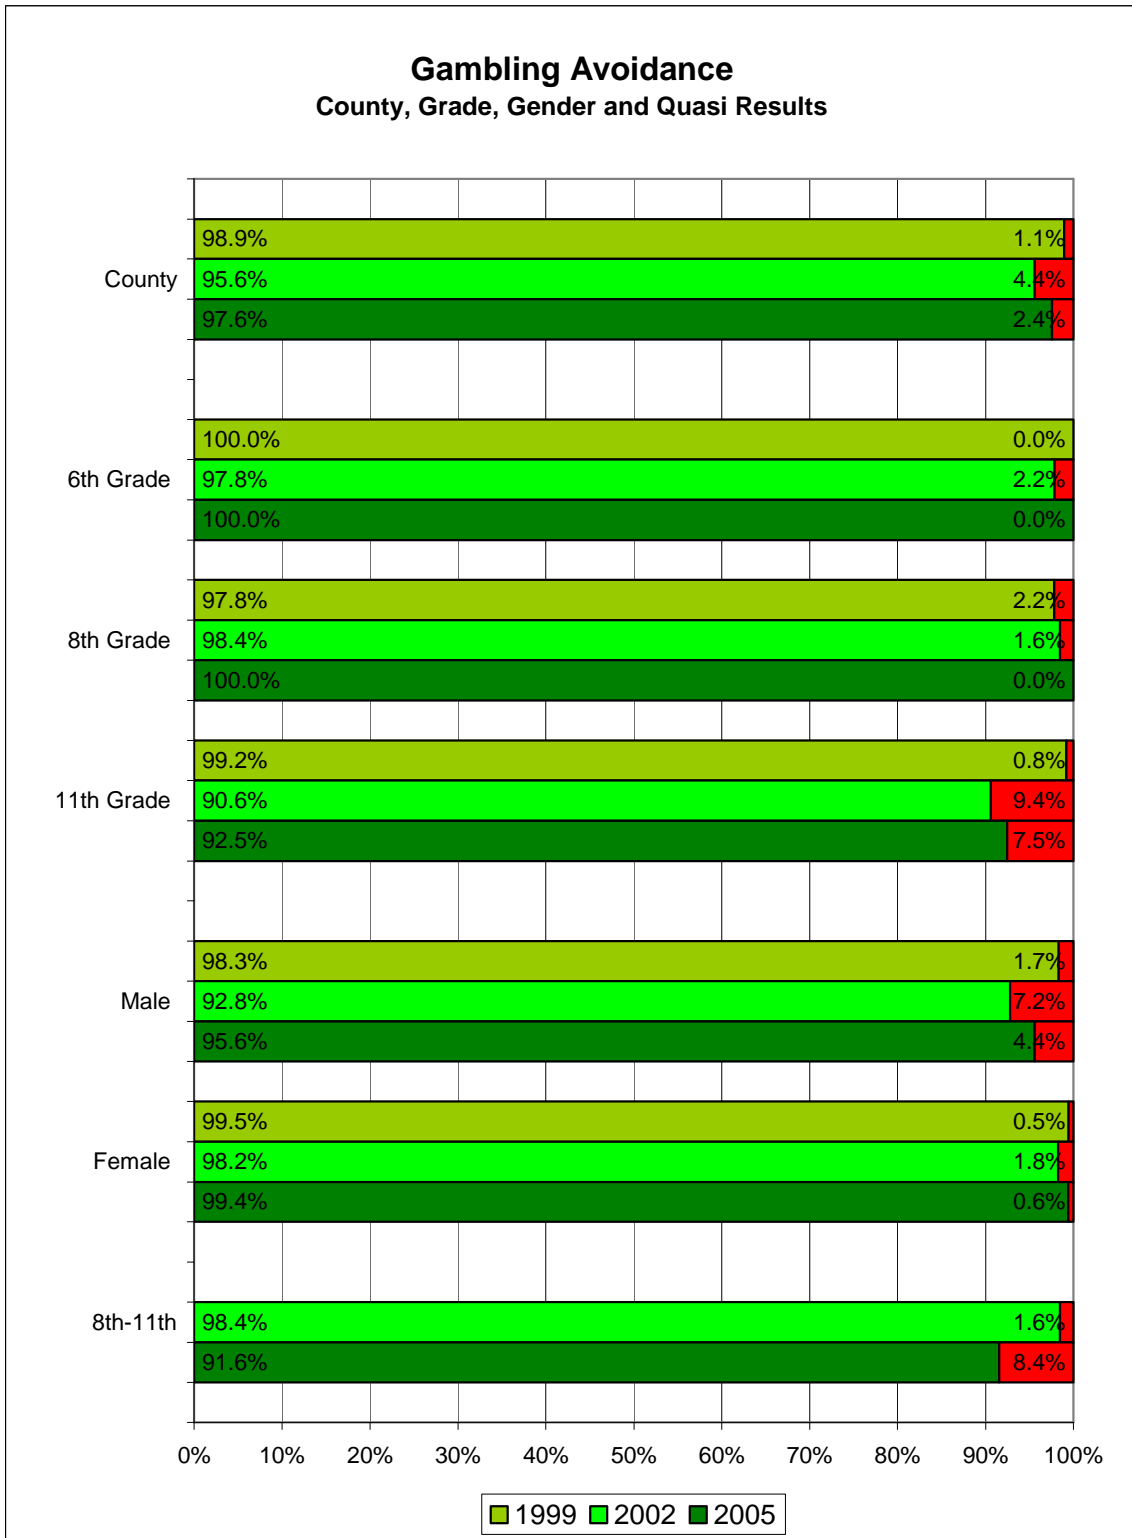 Gambling Avoidance
County, Grade, Gender and Quasi Results
98.9% 1.1%
County 95.6% 4.4%
97.6% 2.4%
100.0% 0.0%
6th Grade 97.8% 2.2%
100.0% 0.0%
97.8% 2.2%
8th Grade 98.4% 1.6%
100.0% 0.0%
99.2% 0.8%
11th Grade 90.6% 9.4%
92.5% 7.5%
98.3% 1.7%
Male 92.8% 7.2%
95.6% 4.4%
99.5% 0.5%
Female 98.2% 1.8%
99.4% 0.6%
8th-11th 98.4% 1.6%
91.6% 8.4%
0% 10% 20% 30% 40% 50% 60% 70% 80% 90% 100%
1999 2002 2005